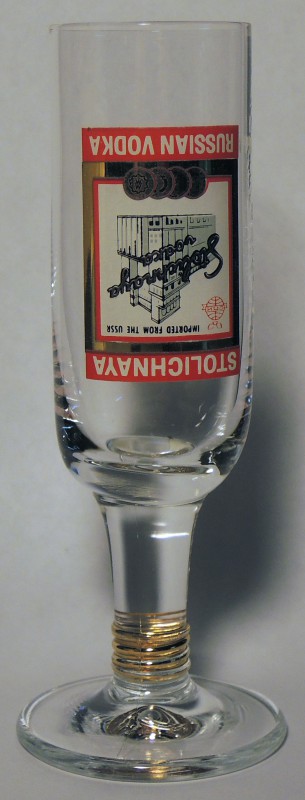 STOLICHNAYA
IMPORTED FROM THE USSR
Stolichnaya
vodka
RUSSIAN VODKA